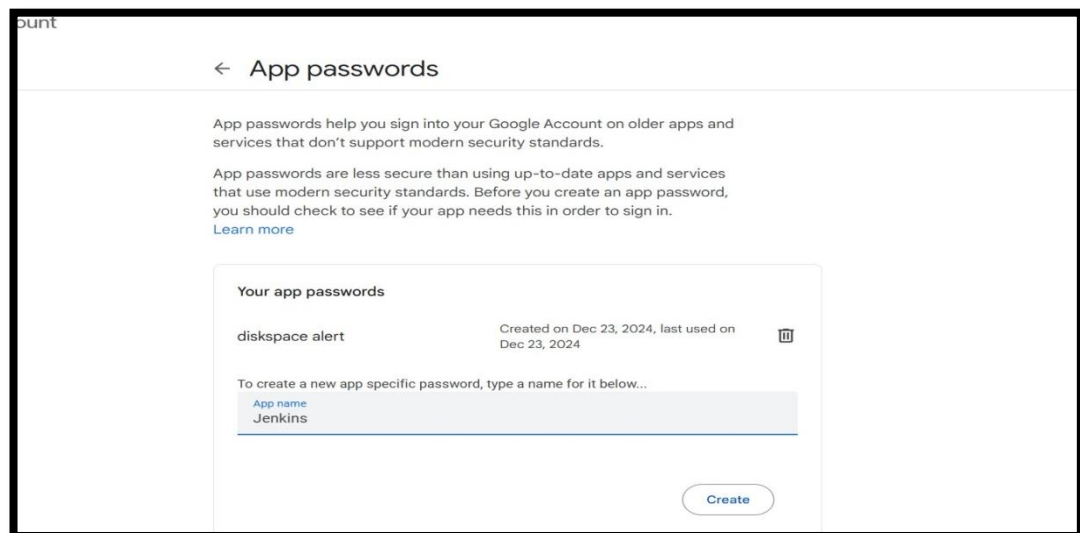 ount
App passwords
App passwords help you sign into your Google Account on older apps and
services that don't support modern security standards.
App passwords are less secure than using up-to-date apps and services
that use modern security standards. Before you create an app password,
you should check to see if your app needs this in order to sign in.
Learn more
Your app passwords
diskspace alert
Created on Dec 23, 2024, last used on
Dec 23, 2024
To create a new app specific password, type a name for it below...
App name
Jenkins
Create